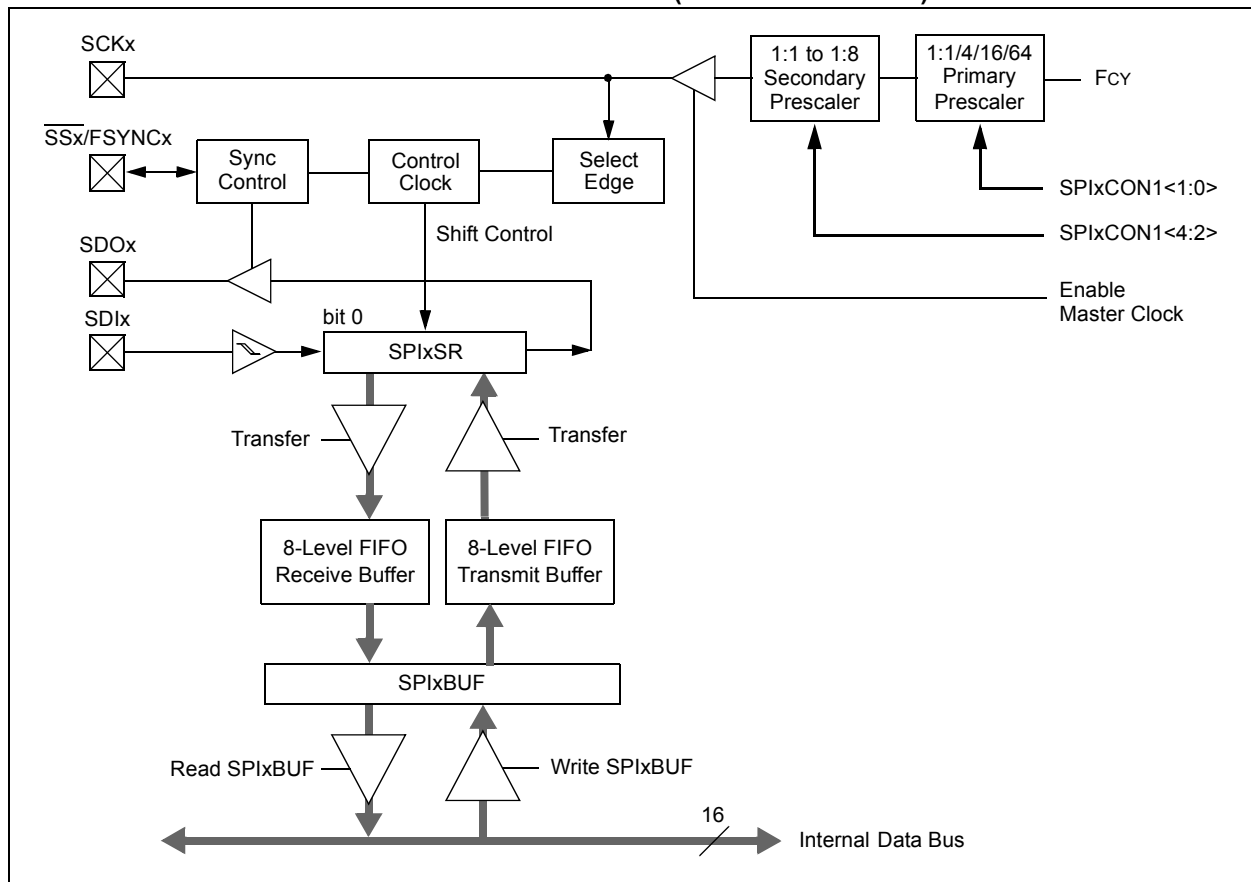 SCKx
1:1 to 1:8
Secondary
Prescaler
1:1/4/16/64
Primary
Prescaler
FCY
SSx/FSYNCx
Sync
Control
Control
Clock
Select
Edge
SPIxCON1<1:0>
Shift Control
SPIxCON1<4:2>
SDOx
Enable
Master Clock
SDIx
bit 0
SPIxSR
Transfer
Transfer
8-Level FIFO
Receive Buffer
8-Level FIFO
Transmit Buffer
SPIxBUF
Read SPIxBUF
Write SPIxBUF
16
Internal Data Bus